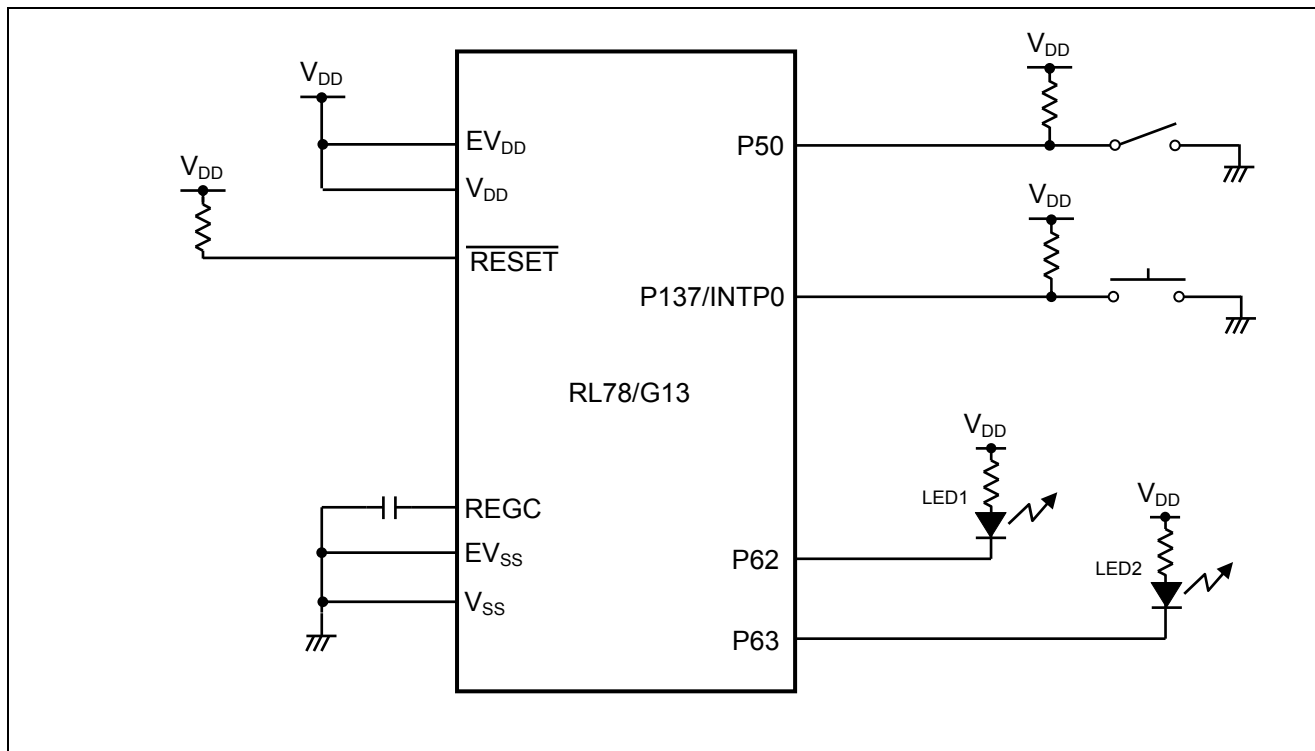 VDD
EVDD
VDD
VDD
RESET
REGC
EVSS
VSS
RL78/G13
VDD
P50
VDD
P137/INTP0
VDD
LED1
P62
VDD
LED2
P63